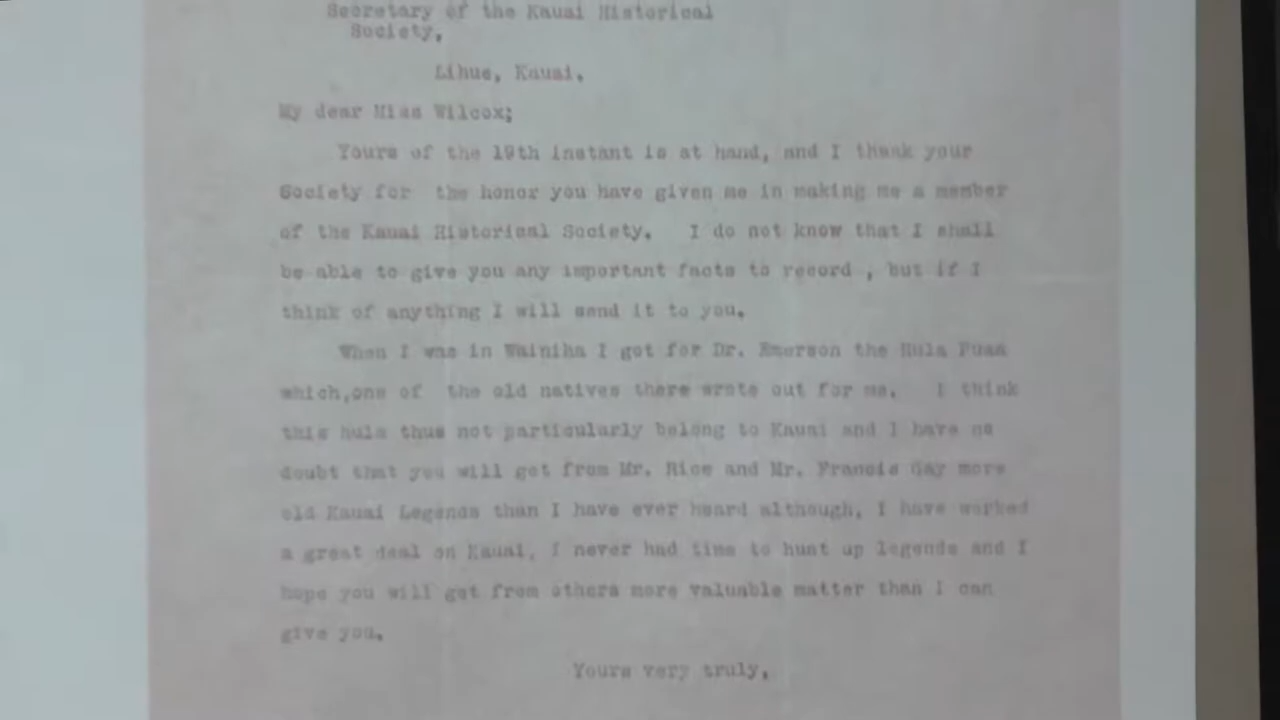 Secretary of the Kauai Historical
Society,
Lihue, Kauai.
My dear Miss Wilcox;
Yours of the 19th instant is at hand, and I thank your
Society for the honor you have given me in making me a member
of the Kauai Historical Society. I do not know that I shall
be able to give you any important facts to record , but if I
think of anything I will send it to you.
When I was in Wainiha I got for Dr. Emerson the Hula Puaa
which,one of the old natives there wrote out for me. I think
this hula thus not particularly belong to Kauai and I have no
doubt that you will get from Mr. Rice and Mr. Francis Gay more
old Kauai Legends than I have ever heard although, I have worked
a great deal on Kauai, I never had time to hunt up legends and I
hope you will get from others more valuable matter than I can
give you.
Yours very truly,